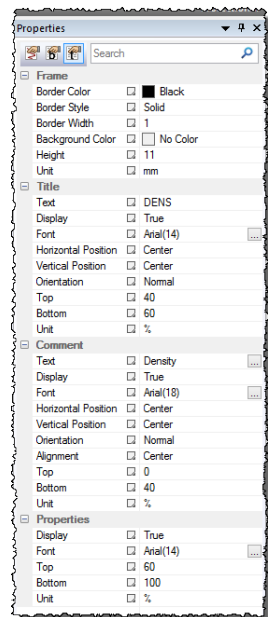 Properties
Search
Frame
Border Color Black
Border Style Solid
Border Width 1
Background Color No Color
Height 11
Unit mm
Title
Text DENS
Display True
Font Arial(14) ...
Horizontal Position Center
Vertical Position Center
Orientation Normal
Top 40
Bottom 60
Unit %
Comment
Text Density ...
Display True
Font Arial(18) ...
Horizontal Position Center
Vertical Position Center
Orientation Normal
Alignment Center
Top 0
Bottom 40
Unit %
Properties
Display True
Font Arial(14) ...
Top 60
Bottom 100
Unit %